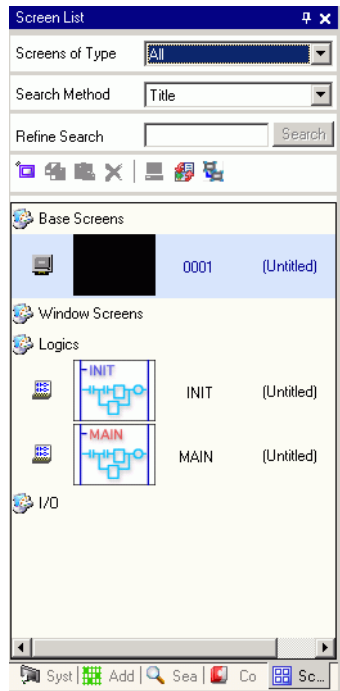 Screen List
Screens of Type All
Search Method Title
Refine Search Search
Base Screens
0001 (Untitled)
Window Screens
Logics
INIT INIT (Untitled)
MAIN MAIN (Untitled)
I/O
Syst Add Sea Co Sc...